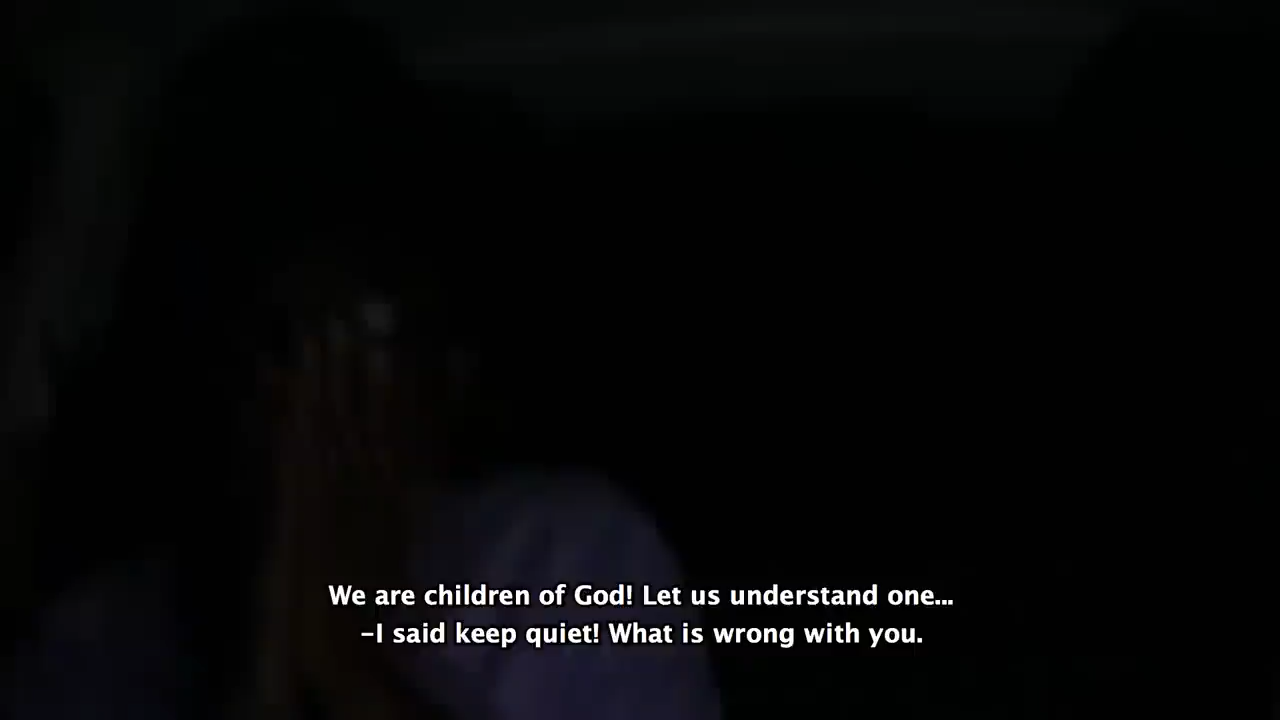 We are children of God! Let us understand one...
-I said keep quiet! What is wrong with you.